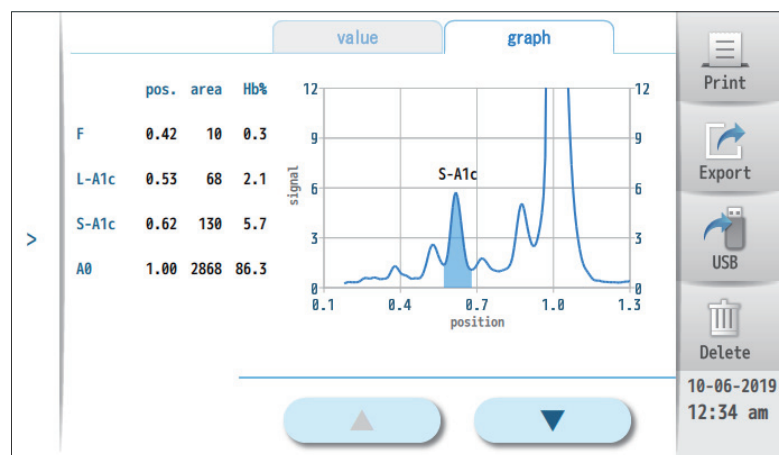 value
graph
pos. area Hb%
F 0.42 10 0.3
L-A1c 0.53 68 2.1
S-A1c 0.62 130 5.7
A0 1.00 2868 86.3
>
12
9
6
3
0
signal
S-A1c
12
9
6
3
0
0.1 0.4 0.7 1.0 1.3
position
Print
Export
USB
Delete
10-06-2019
12:34 am